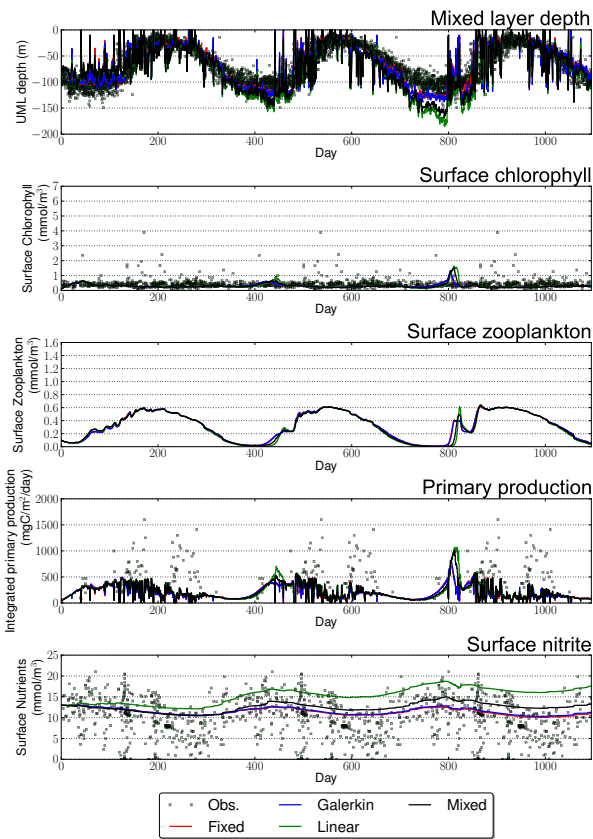 Mixed layer depth
UML depth (m)
0
−50
−100
−150
−200
0 200 400 600 800 1000
Day
Surface chlorophyll
Surface Chlorophyll
(mmol/m³)
7
6
5
4
3
2
1
0
0 200 400 600 800 1000
Day
Surface zooplankton
Surface Zooplankton
(mmol/m³)
1.6
1.4
1.2
1.0
0.8
0.6
0.4
0.2
0.0
0 200 400 600 800 1000
Day
Primary production
Integrated primary production
(mgC/m²/day)
2000
1500
1000
500
0
0 200 400 600 800 1000
Day
Surface nitrite
Surface Nutrients
(mmol/m³)
25
20
15
10
5
0
0 200 400 600 800 1000
Day
Obs. Galerkin Mixed
Fixed Linear